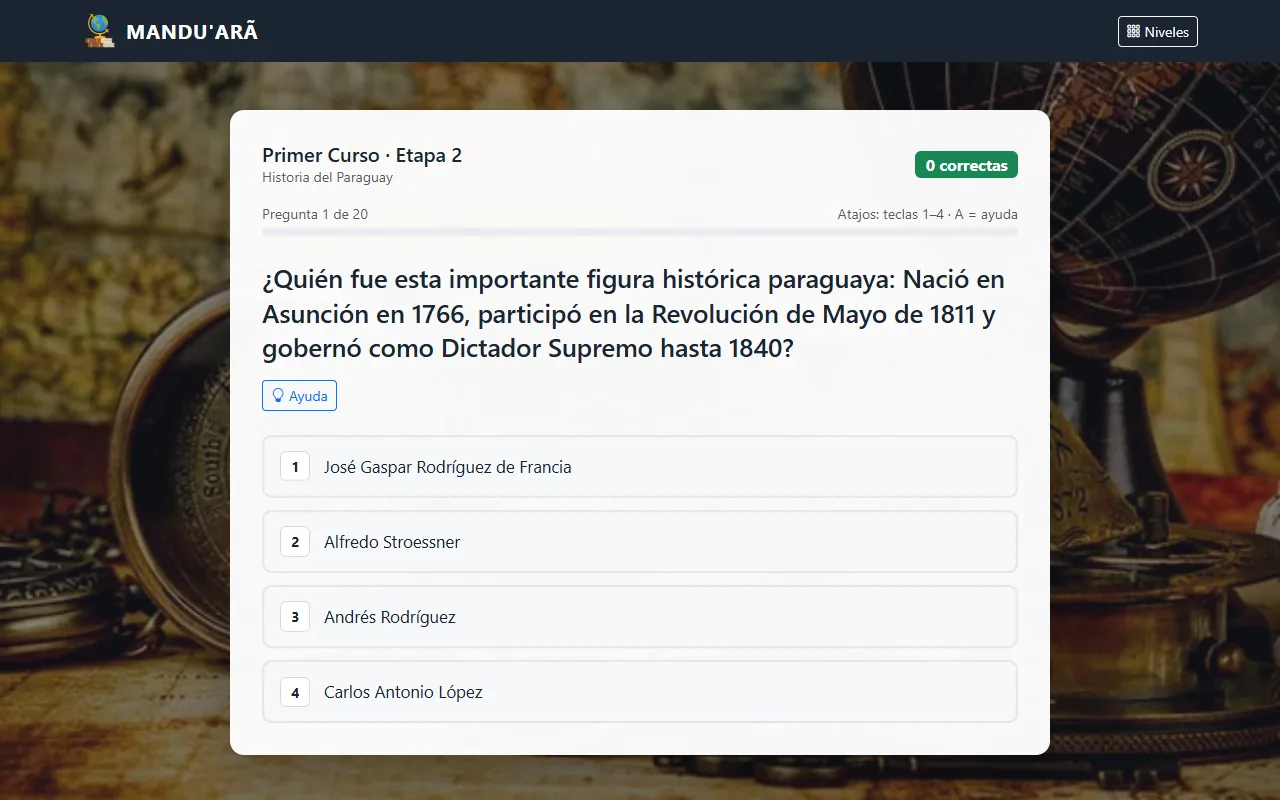 MANDU'ARÃ
Niveles
Primer Curso · Etapa 2
Historia del Paraguay
0 correctas
Pregunta 1 de 20
Atajos: teclas 1–4 · A = ayuda
¿Quién fue esta importante figura histórica paraguaya: Nació en
Asunción en 1766, participó en la Revolución de Mayo de 1811 y
gobernó como Dictador Supremo hasta 1840?
Ayuda
1 José Gaspar Rodríguez de Francia
2 Alfredo Stroessner
3 Andrés Rodríguez
4 Carlos Antonio López
South
1872